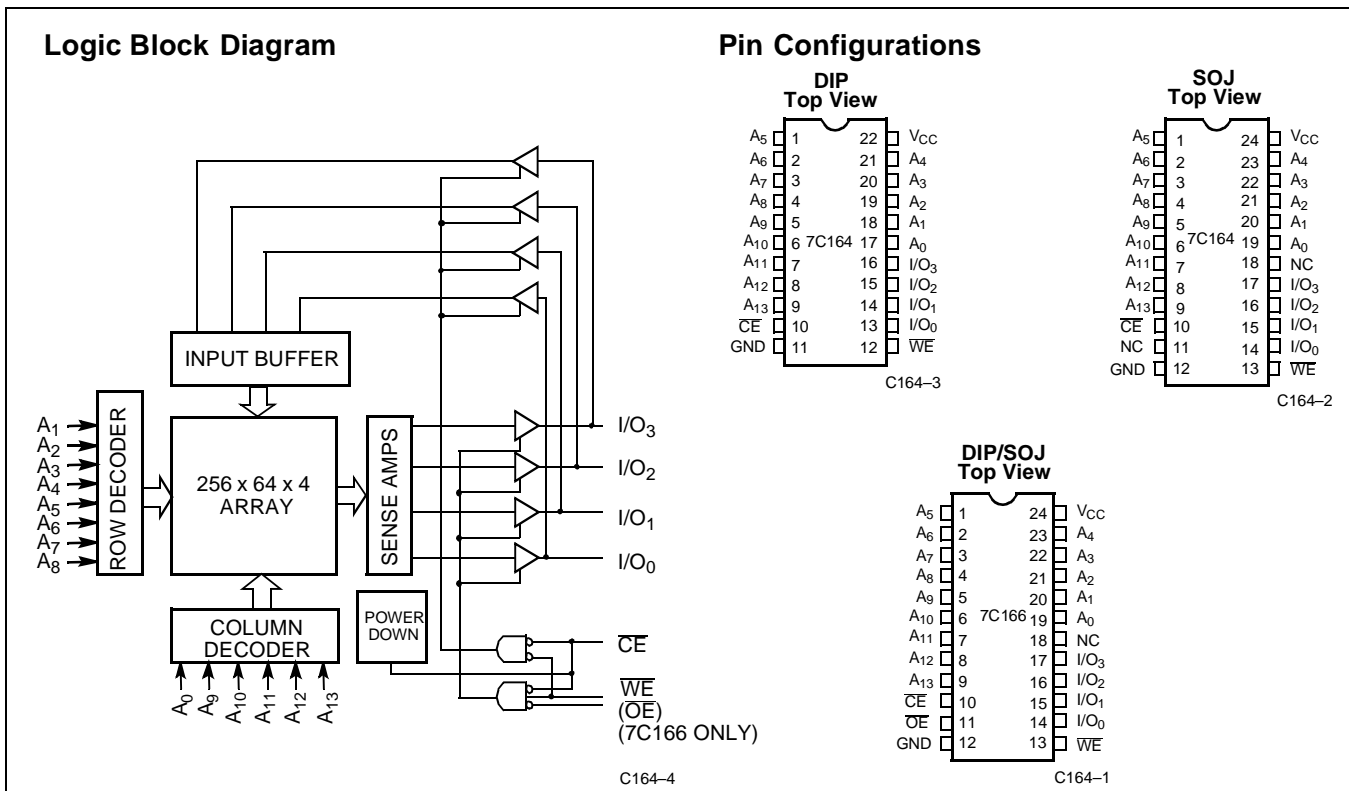 Logic Block Diagram
INPUT BUFFER
A1
A2
A3
A4
A5
A6
A7
A8
ROW DECODER
256 x 64 x 4
ARRAY
SENSE AMPS
I/O3
I/O2
I/O1
I/O0
COLUMN
DECODER
A0
A9
A10
A11
A12
A13
POWER
DOWN
CE
WE
(OE)
(7C166 ONLY)
C164–4
Pin Configurations
DIP
Top View
A5 1 22 VCC
A6 2 21 A4
A7 3 20 A3
A8 4 19 A2
A9 5 18 A1
A10 6 7C164 17 A0
A11 7 16 I/O3
A12 8 15 I/O2
A13 9 14 I/O1
CE 10 13 I/O0
GND 11 12 WE
C164–3
SOJ
Top View
A5 1 24 VCC
A6 2 23 A4
A7 3 22 A3
A8 4 21 A2
A9 5 20 A1
A10 6 7C164 19 A0
A11 7 18 NC
A12 8 17 I/O3
A13 9 16 I/O2
CE 10 15 I/O1
NC 11 14 I/O0
GND 12 13 WE
C164–2
DIP/SOJ
Top View
A5 1 24 VCC
A6 2 23 A4
A7 3 22 A3
A8 4 21 A2
A9 5 20 A1
A10 6 7C166 19 A0
A11 7 18 NC
A12 8 17 I/O3
A13 9 16 I/O2
CE 10 15 I/O1
OE 11 14 I/O0
GND 12 13 WE
C164–1